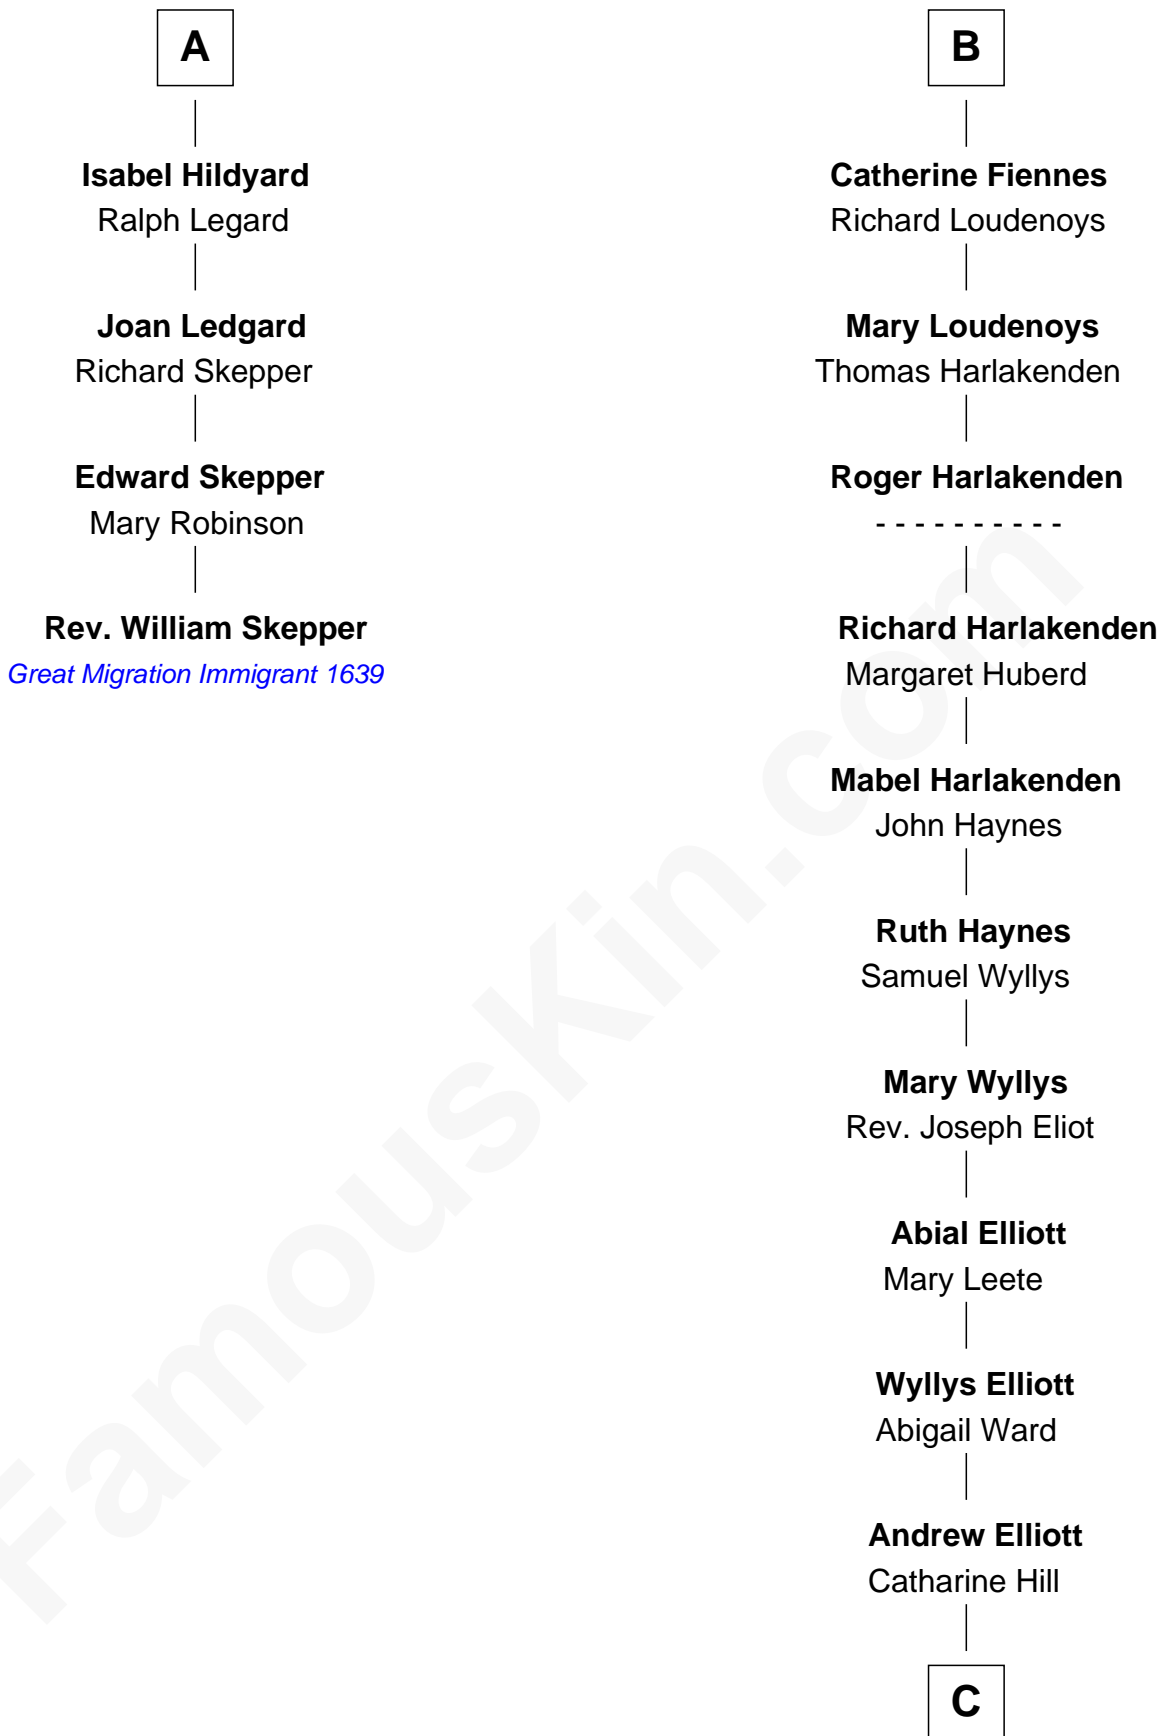 A
Isabel Hildyard
Ralph Legard
Joan Ledgard
Richard Skepper
Edward Skepper
Mary Robinson
Rev. William Skepper
Great Migration Immigrant 1639
B
Catherine Fiennes
Richard Loudenoys
Mary Loudenoys
Thomas Harlakenden
Roger Harlakenden
- - - - - - - - - -
Richard Harlakenden
Margaret Huberd
Mabel Harlakenden
John Haynes
Ruth Haynes
Samuel Wyllys
Mary Wyllys
Rev. Joseph Eliot
Abial Elliott
Mary Leete
Wyllys Elliott
Abigail Ward
Andrew Elliott
Catharine Hill
C
FamousKin.com